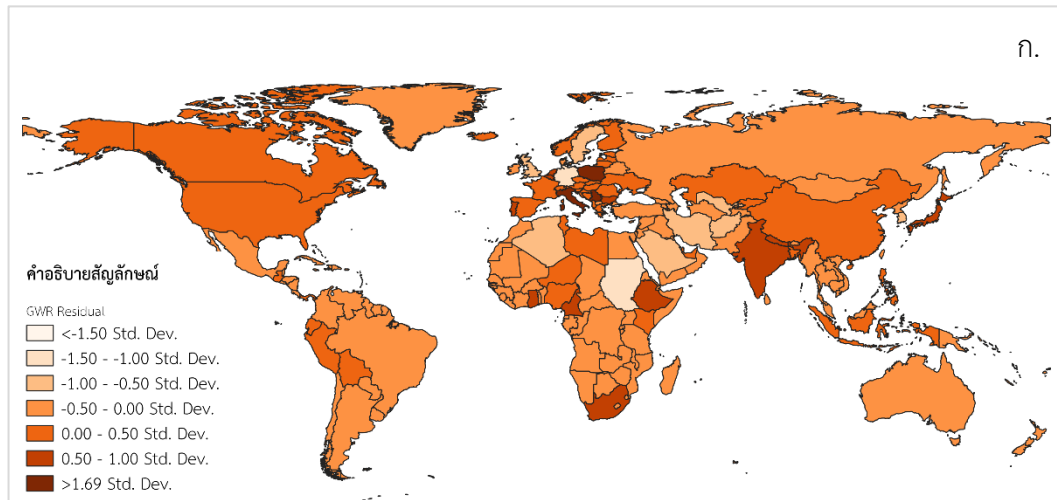 ก.
คำอธิบายสัญลักษณ์
GWR Residual
<-1.50 Std. Dev.
-1.50 - -1.00 Std. Dev.
-1.00 - -0.50 Std. Dev.
-0.50 - 0.00 Std. Dev.
0.00 - 0.50 Std. Dev.
0.50 - 1.00 Std. Dev.
>1.69 Std. Dev.